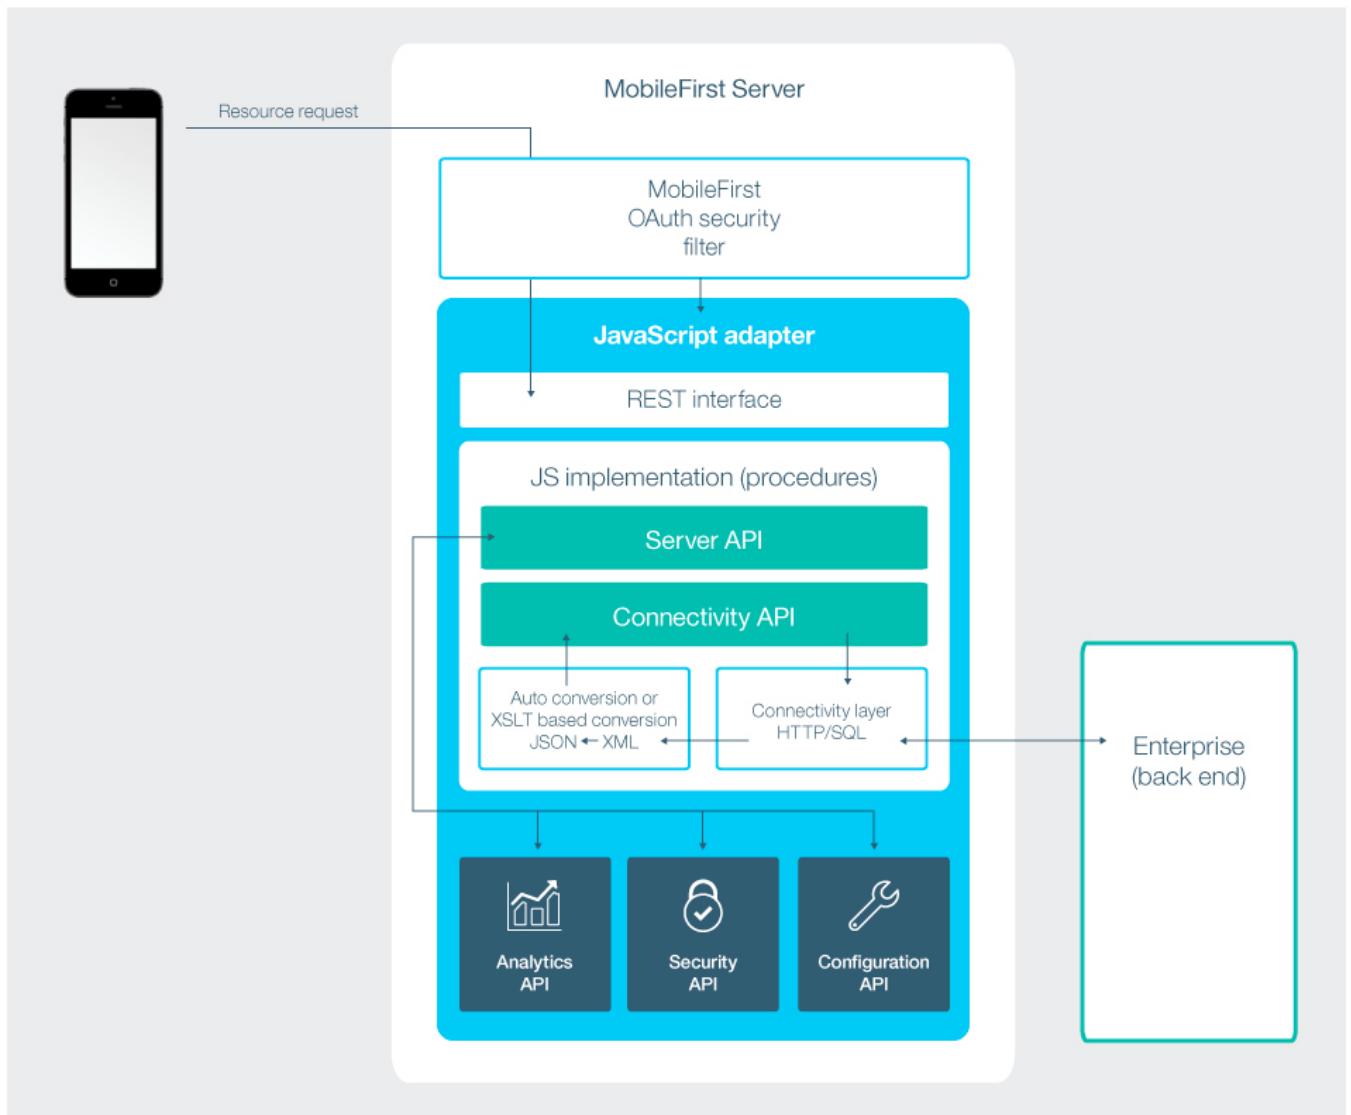 MobileFirst Server
Resource request
MobileFirst
OAuth security
filter
JavaScript adapter
REST interface
JS implementation (procedures)
Server API
Connectivity API
Auto conversion or
XSLT based conversion
JSON ← XML
Connectivity layer
HTTP/SQL
Enterprise
(back end)
Analytics
API
Security
API
Configuration
API